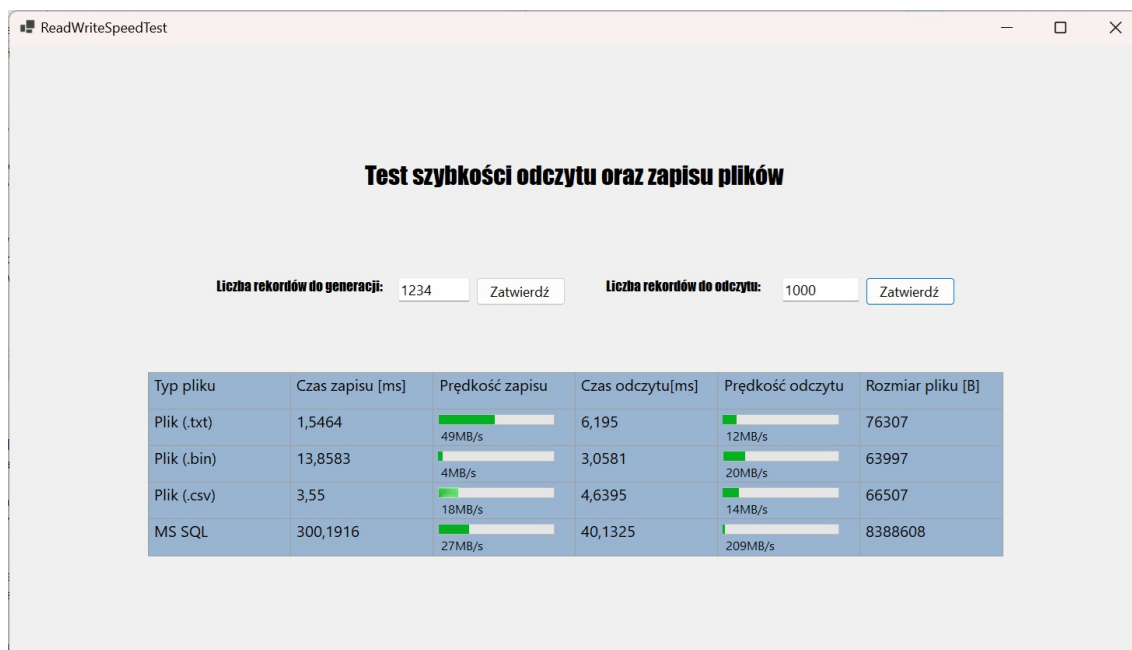 ReadWriteSpeedTest
Test szybkości odczytu oraz zapisu plików
Liczba rekordów do generacji: 1234 Zatwierdź Liczba rekordów do odczytu: 1000 Zatwierdź
Typ pliku Czas zapisu [ms] Prędkość zapisu Czas odczytu[ms] Prędkość odczytu Rozmiar pliku [B]
Plik (.txt) 1,5464 49MB/s 6,195 12MB/s 76307
Plik (.bin) 13,8583 4MB/s 3,0581 20MB/s 63997
Plik (.csv) 3,55 18MB/s 4,6395 14MB/s 66507
MS SQL 300,1916 27MB/s 40,1325 209MB/s 8388608